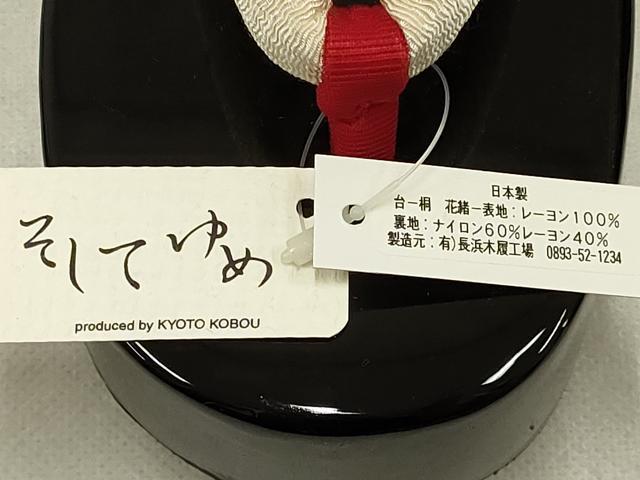 そしてゆめ
produced by KYOTO KOBOU
日本製
台ー桐　花緒ー表地：レーヨン100％
裏地：ナイロン60％レーヨン40％
製造元：有）長浜木履工場　0893-52-1234